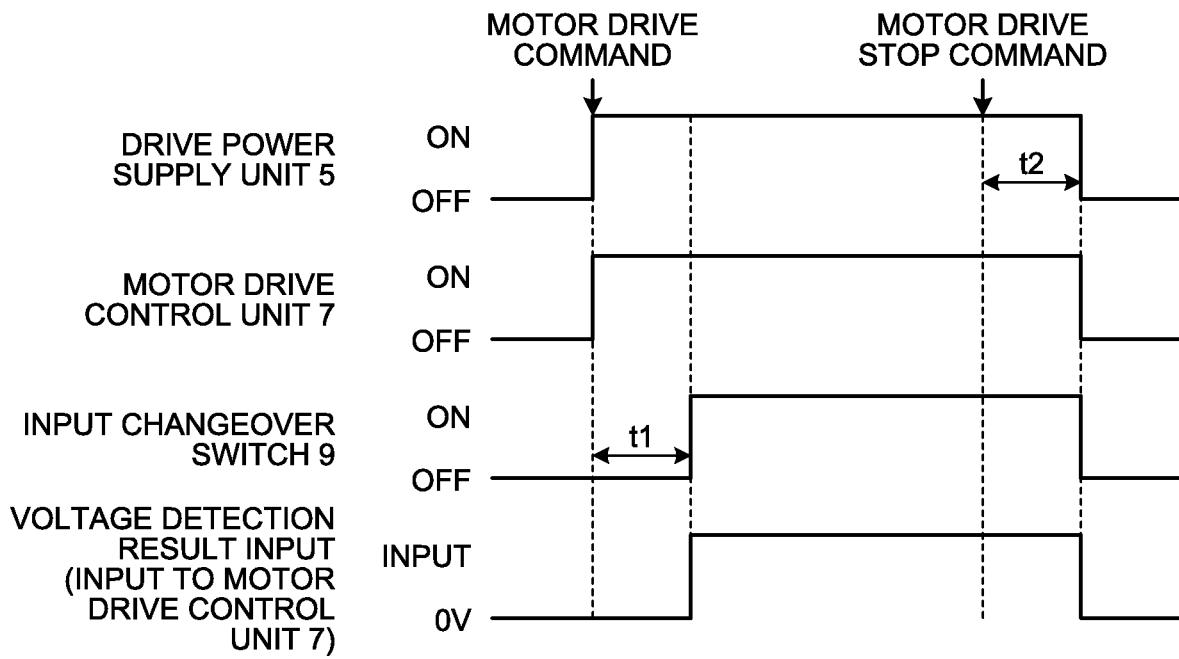 MOTOR DRIVE
COMMAND
MOTOR DRIVE
STOP COMMAND
DRIVE POWER
SUPPLY UNIT 5
ON
OFF
t2
MOTOR DRIVE
CONTROL UNIT 7
ON
OFF
INPUT CHANGEOVER
SWITCH 9
ON
OFF
t1
VOLTAGE DETECTION
RESULT INPUT
(INPUT TO MOTOR
DRIVE CONTROL
UNIT 7)
INPUT
0V